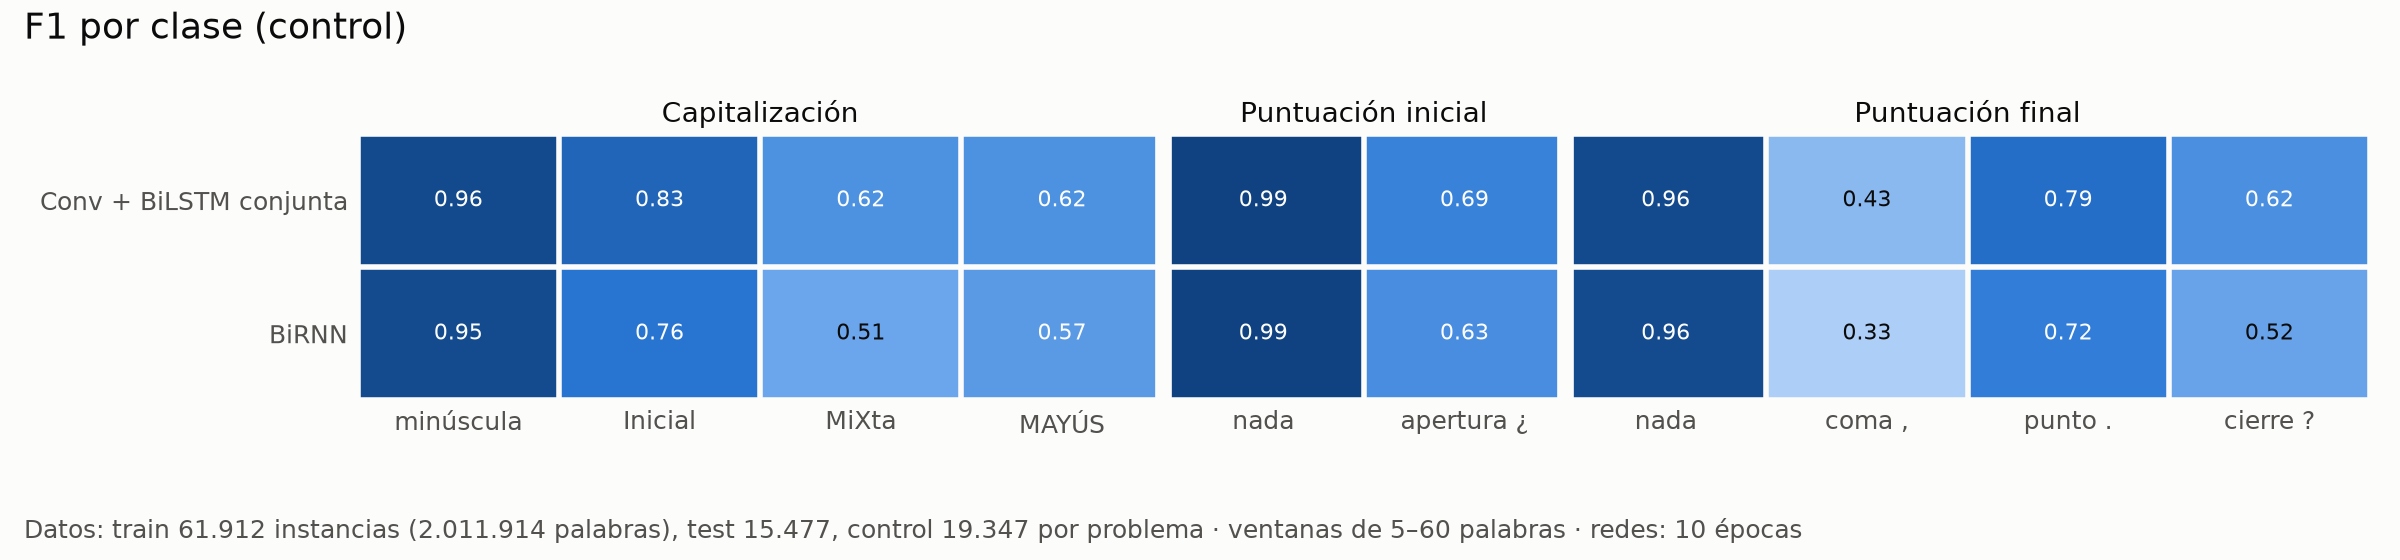 F1 por clase (control)
Capitalización Puntuación inicial Puntuación final
Conv + BiLSTM conjunta 0.96 0.83 0.62 0.62 0.99 0.69 0.96 0.43 0.79 0.62
BiRNN 0.95 0.76 0.51 0.57 0.99 0.63 0.96 0.33 0.72 0.52
minúscula Inicial MiXta MAYÚS nada apertura ¿ nada coma , punto . cierre ?
Datos: train 61.912 instancias (2.011.914 palabras), test 15.477, control 19.347 por problema · ventanas de 5–60 palabras · redes: 10 épocas